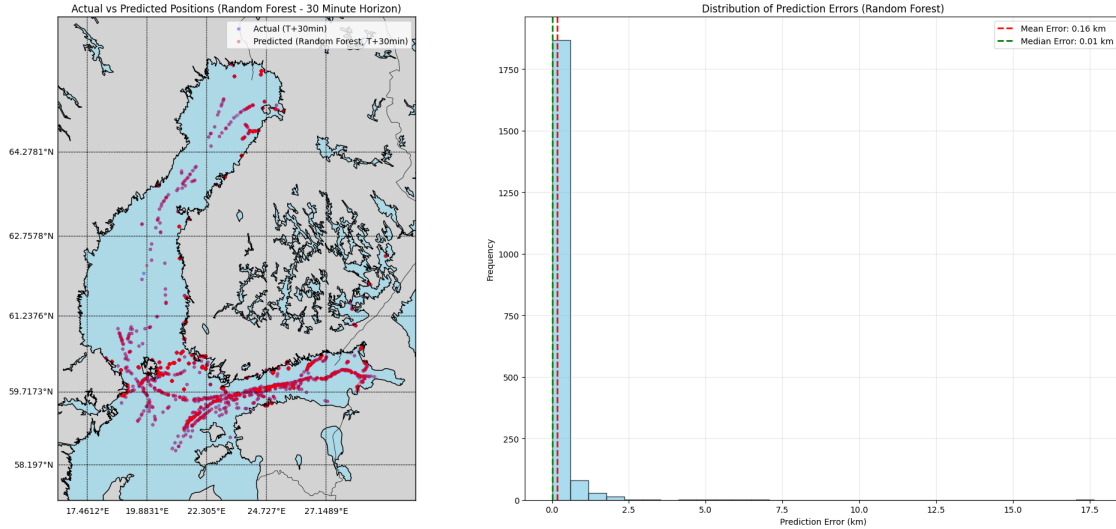 Actual vs Predicted Positions (Random Forest - 30 Minute Horizon)
Actual (T+30min)
Predicted (Random Forest, T+30min)
64.2781°N
62.7578°N
61.2376°N
59.7173°N
58.197°N
17.4612°E 19.8831°E 22.305°E 24.727°E 27.1489°E
Distribution of Prediction Errors (Random Forest)
Mean Error: 0.16 km
Median Error: 0.01 km
Frequency
1750
1500
1250
1000
750
500
250
0
0.0 2.5 5.0 7.5 10.0 12.5 15.0 17.5
Prediction Error (km)